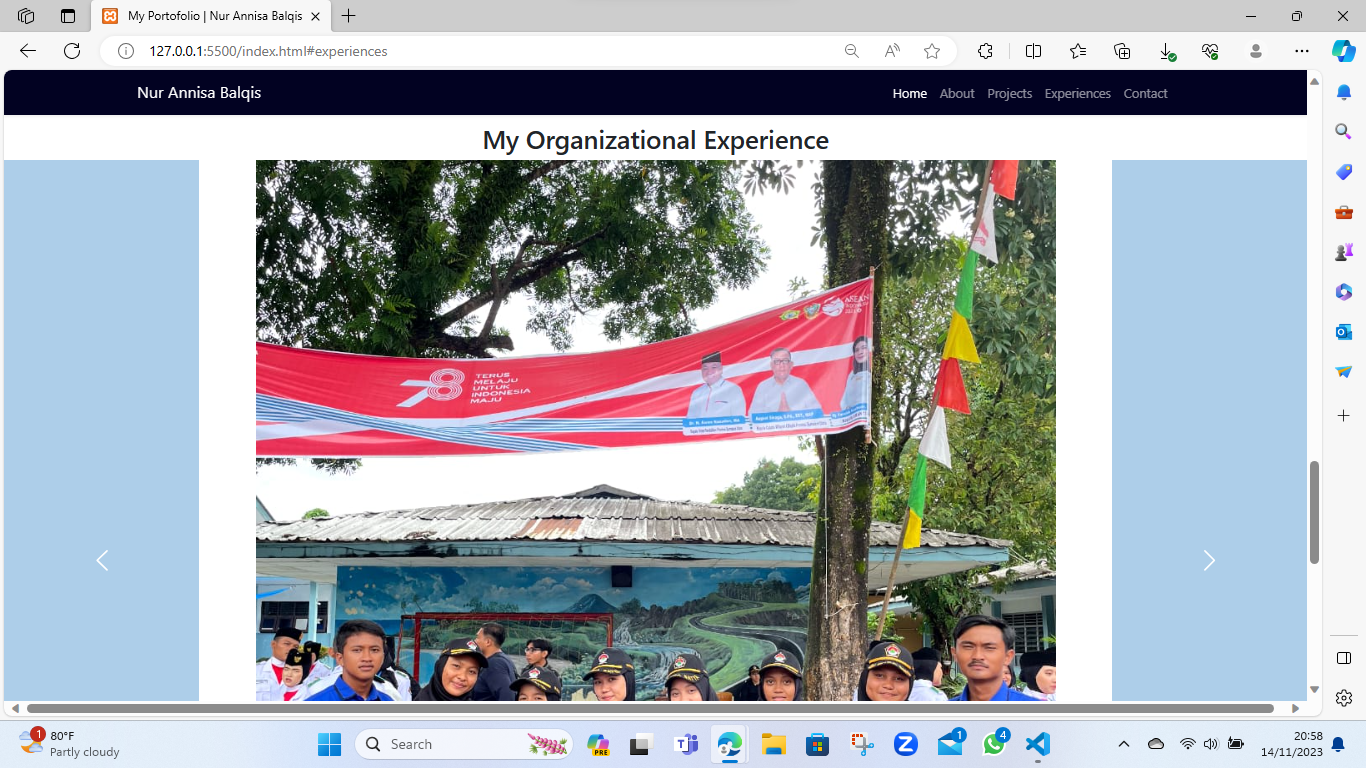 My Portofolio | Nur Annisa Balqis
127.0.0.1:5500/index.html#experiences
Nur Annisa Balqis
Home
About
Projects
Experiences
Contact
My Organizational Experience
ASEAN
78
TERUS
MELAJU
UNTUK
INDONESIA
MAJU
1
80°F
Partly cloudy
Search
PRE
1
4
20:58
14/11/2023